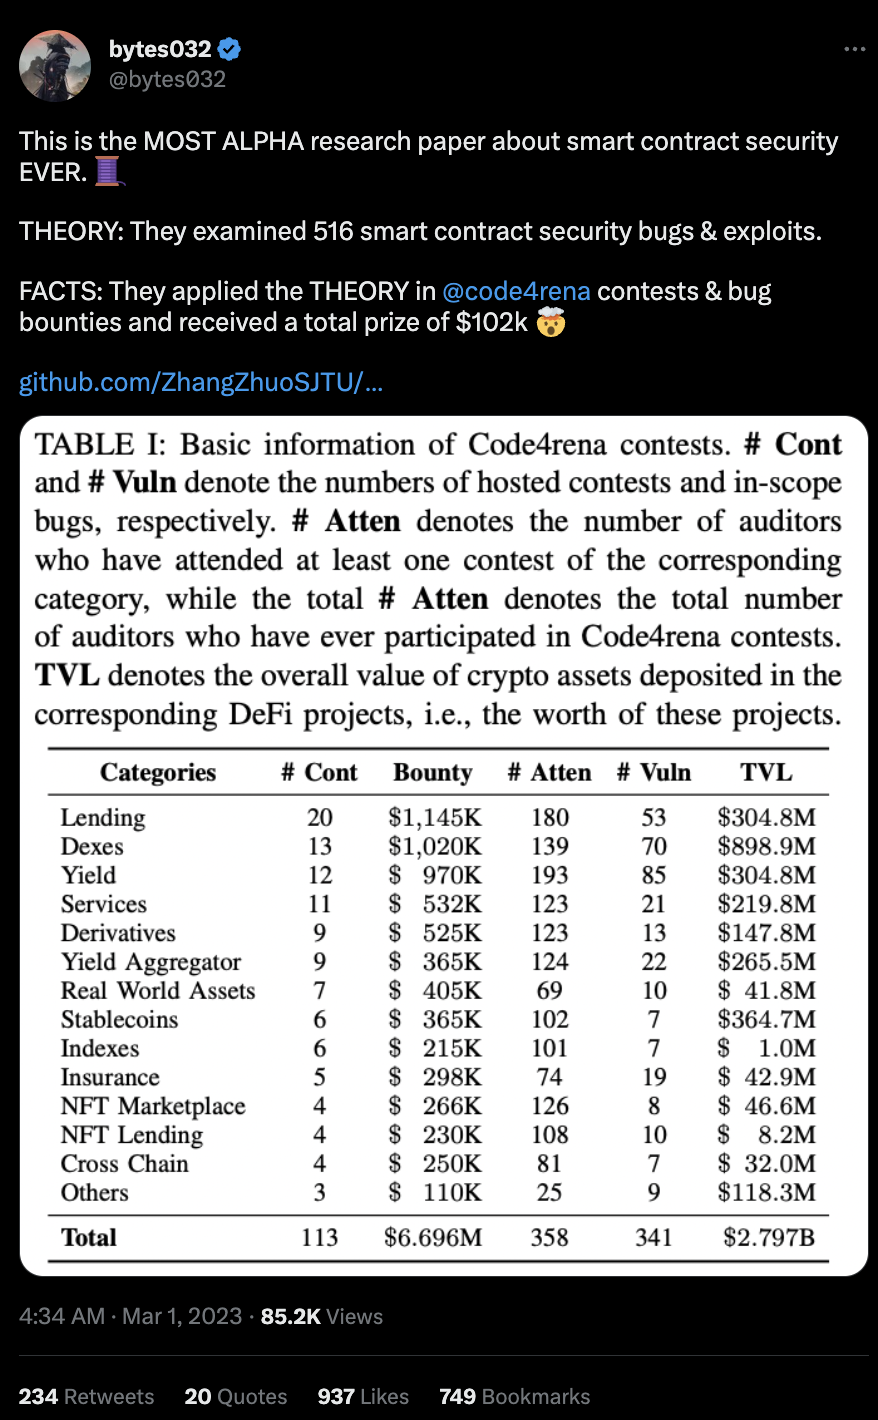 bytes032
@bytes032
This is the MOST ALPHA research paper about smart contract security
EVER. 🧵
THEORY: They examined 516 smart contract security bugs & exploits.
FACTS: They applied the THEORY in @code4rena contests & bug
bounties and received a total prize of $102k 🤯
github.com/ZhangZhuoSJTU/...
TABLE I: Basic information of Code4rena contests. # Cont
and # Vuln denote the numbers of hosted contests and in-scope
bugs, respectively. # Atten denotes the number of auditors
who have attended at least one contest of the corresponding
category, while the total # Atten denotes the total number
of auditors who have ever participated in Code4rena contests.
TVL denotes the overall value of crypto assets deposited in the
corresponding DeFi projects, i.e., the worth of these projects.
Categories # Cont Bounty # Atten # Vuln TVL
Lending 20 $1,145K 180 53 $304.8M
Dexes 13 $1,020K 139 70 $898.9M
Yield 12 $ 970K 193 85 $304.8M
Services 11 $ 532K 123 21 $219.8M
Derivatives 9 $ 525K 123 13 $147.8M
Yield Aggregator 9 $ 365K 124 22 $265.5M
Real World Assets 7 $ 405K 69 10 $ 41.8M
Stablecoins 6 $ 365K 102 7 $364.7M
Indexes 6 $ 215K 101 7 $ 1.0M
Insurance 5 $ 298K 74 19 $ 42.9M
NFT Marketplace 4 $ 266K 126 8 $ 46.6M
NFT Lending 4 $ 230K 108 10 $ 8.2M
Cross Chain 4 $ 250K 81 7 $ 32.0M
Others 3 $ 110K 25 9 $118.3M
Total 113 $6.696M 358 341 $2.797B
4:34 AM · Mar 1, 2023 · 85.2K Views
234 Retweets 20 Quotes 937 Likes 749 Bookmarks